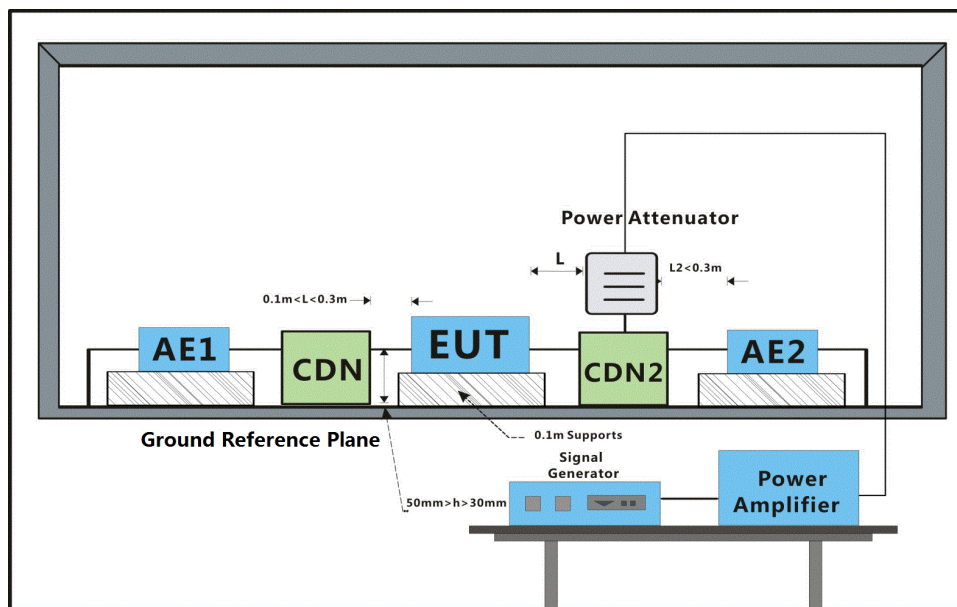 Power Attenuator
L
L2<0.3m
0.1m<L<0.3m
AE1
CDN
EUT
CDN2
AE2
Ground Reference Plane
0.1m Supports
Signal
Generator
50mm>h>30mm
Power
Amplifier